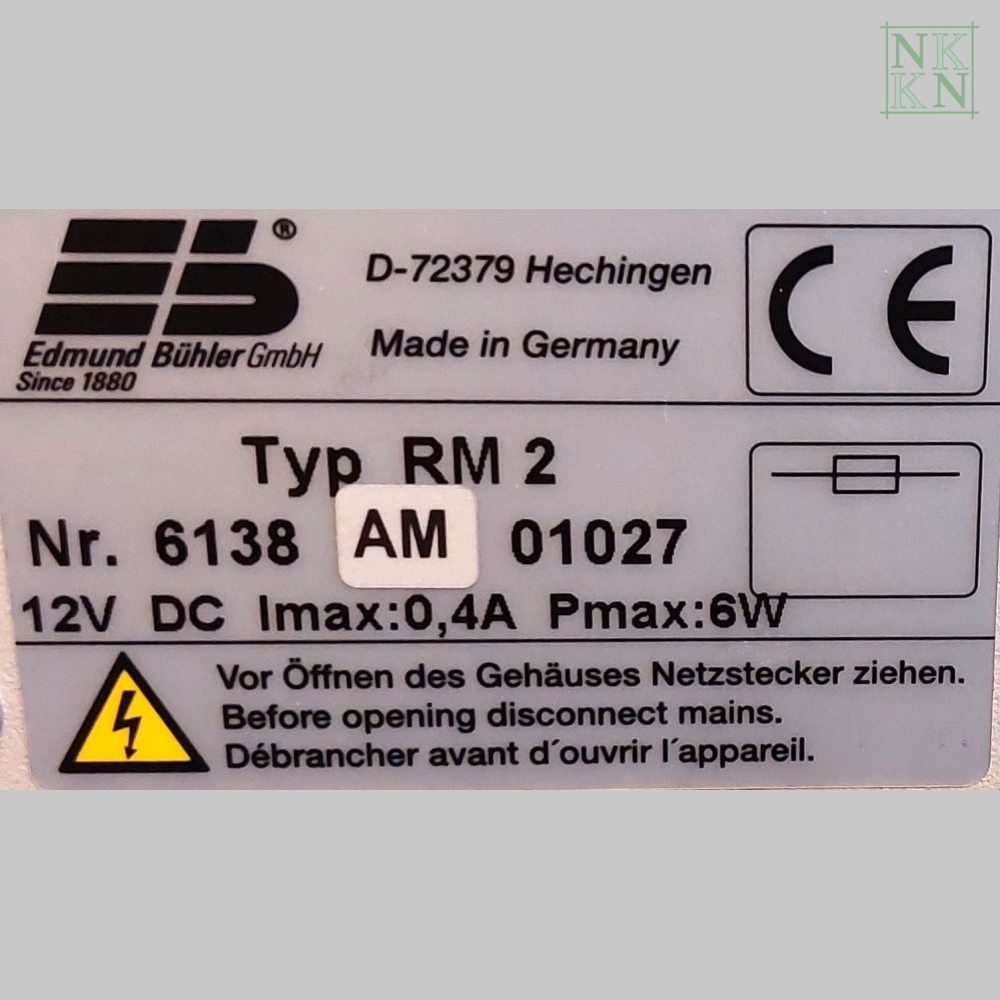 NK
KN
EB®
D-72379 Hechingen
CE
Made in Germany
Edmund Bühler GmbH
Since 1880
Typ RM 2
Nr. 6138 AM 01027
12V DC Imax:0,4A Pmax:6W
Vor Öffnen des Gehäuses Netzstecker ziehen.
Before opening disconnect mains.
Débrancher avant d´ouvrir l´appareil.